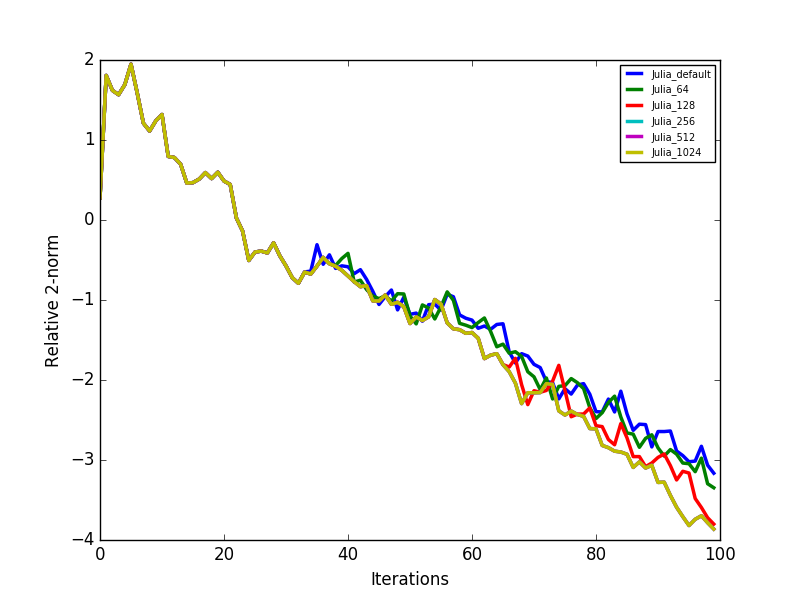 2
1
0
−1
−2
−3
−4
0
20
40
60
80
100
Relative 2-norm
Iterations
Julia_default
Julia_64
Julia_128
Julia_256
Julia_512
Julia_1024